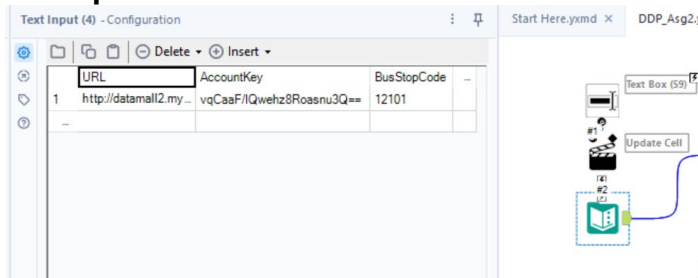 Text Input (4) - Configuration
Start Here.yxmd ×
DDP_Asg2.
Delete
Insert
URL
AccountKey
BusStopCode
...
1
http://datamall2.my...
vqCaaF/IQwehz8Roasnu3Q==
12101
...
Text Box (59)
#1
Update Cell
#2